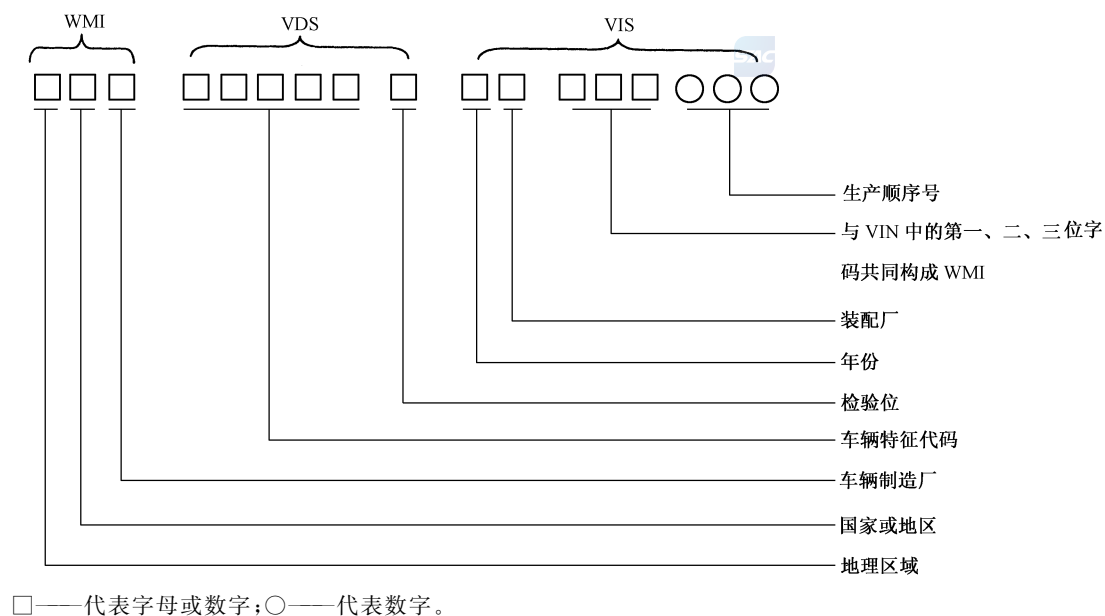 WMI VDS VIS
SAC
生产顺序号
与 VIN 中的第一、二、三位字
码共同构成 WMI
装配厂
年份
检验位
车辆特征代码
车辆制造厂
国家或地区
地理区域
□——代表字母或数字;○——代表数字。